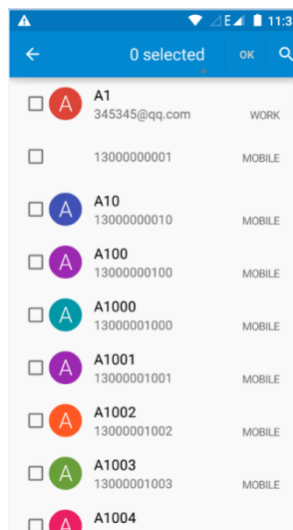 E 11:3
0 selected OK
A A1
345345@qq.com WORK
13000000001 MOBILE
A A10
13000000010 MOBILE
A A100
13000000100 MOBILE
A A1000
13000001000 MOBILE
A A1001
13000001001 MOBILE
A A1002
13000001002 MOBILE
A A1003
13000001003 MOBILE
A A1004